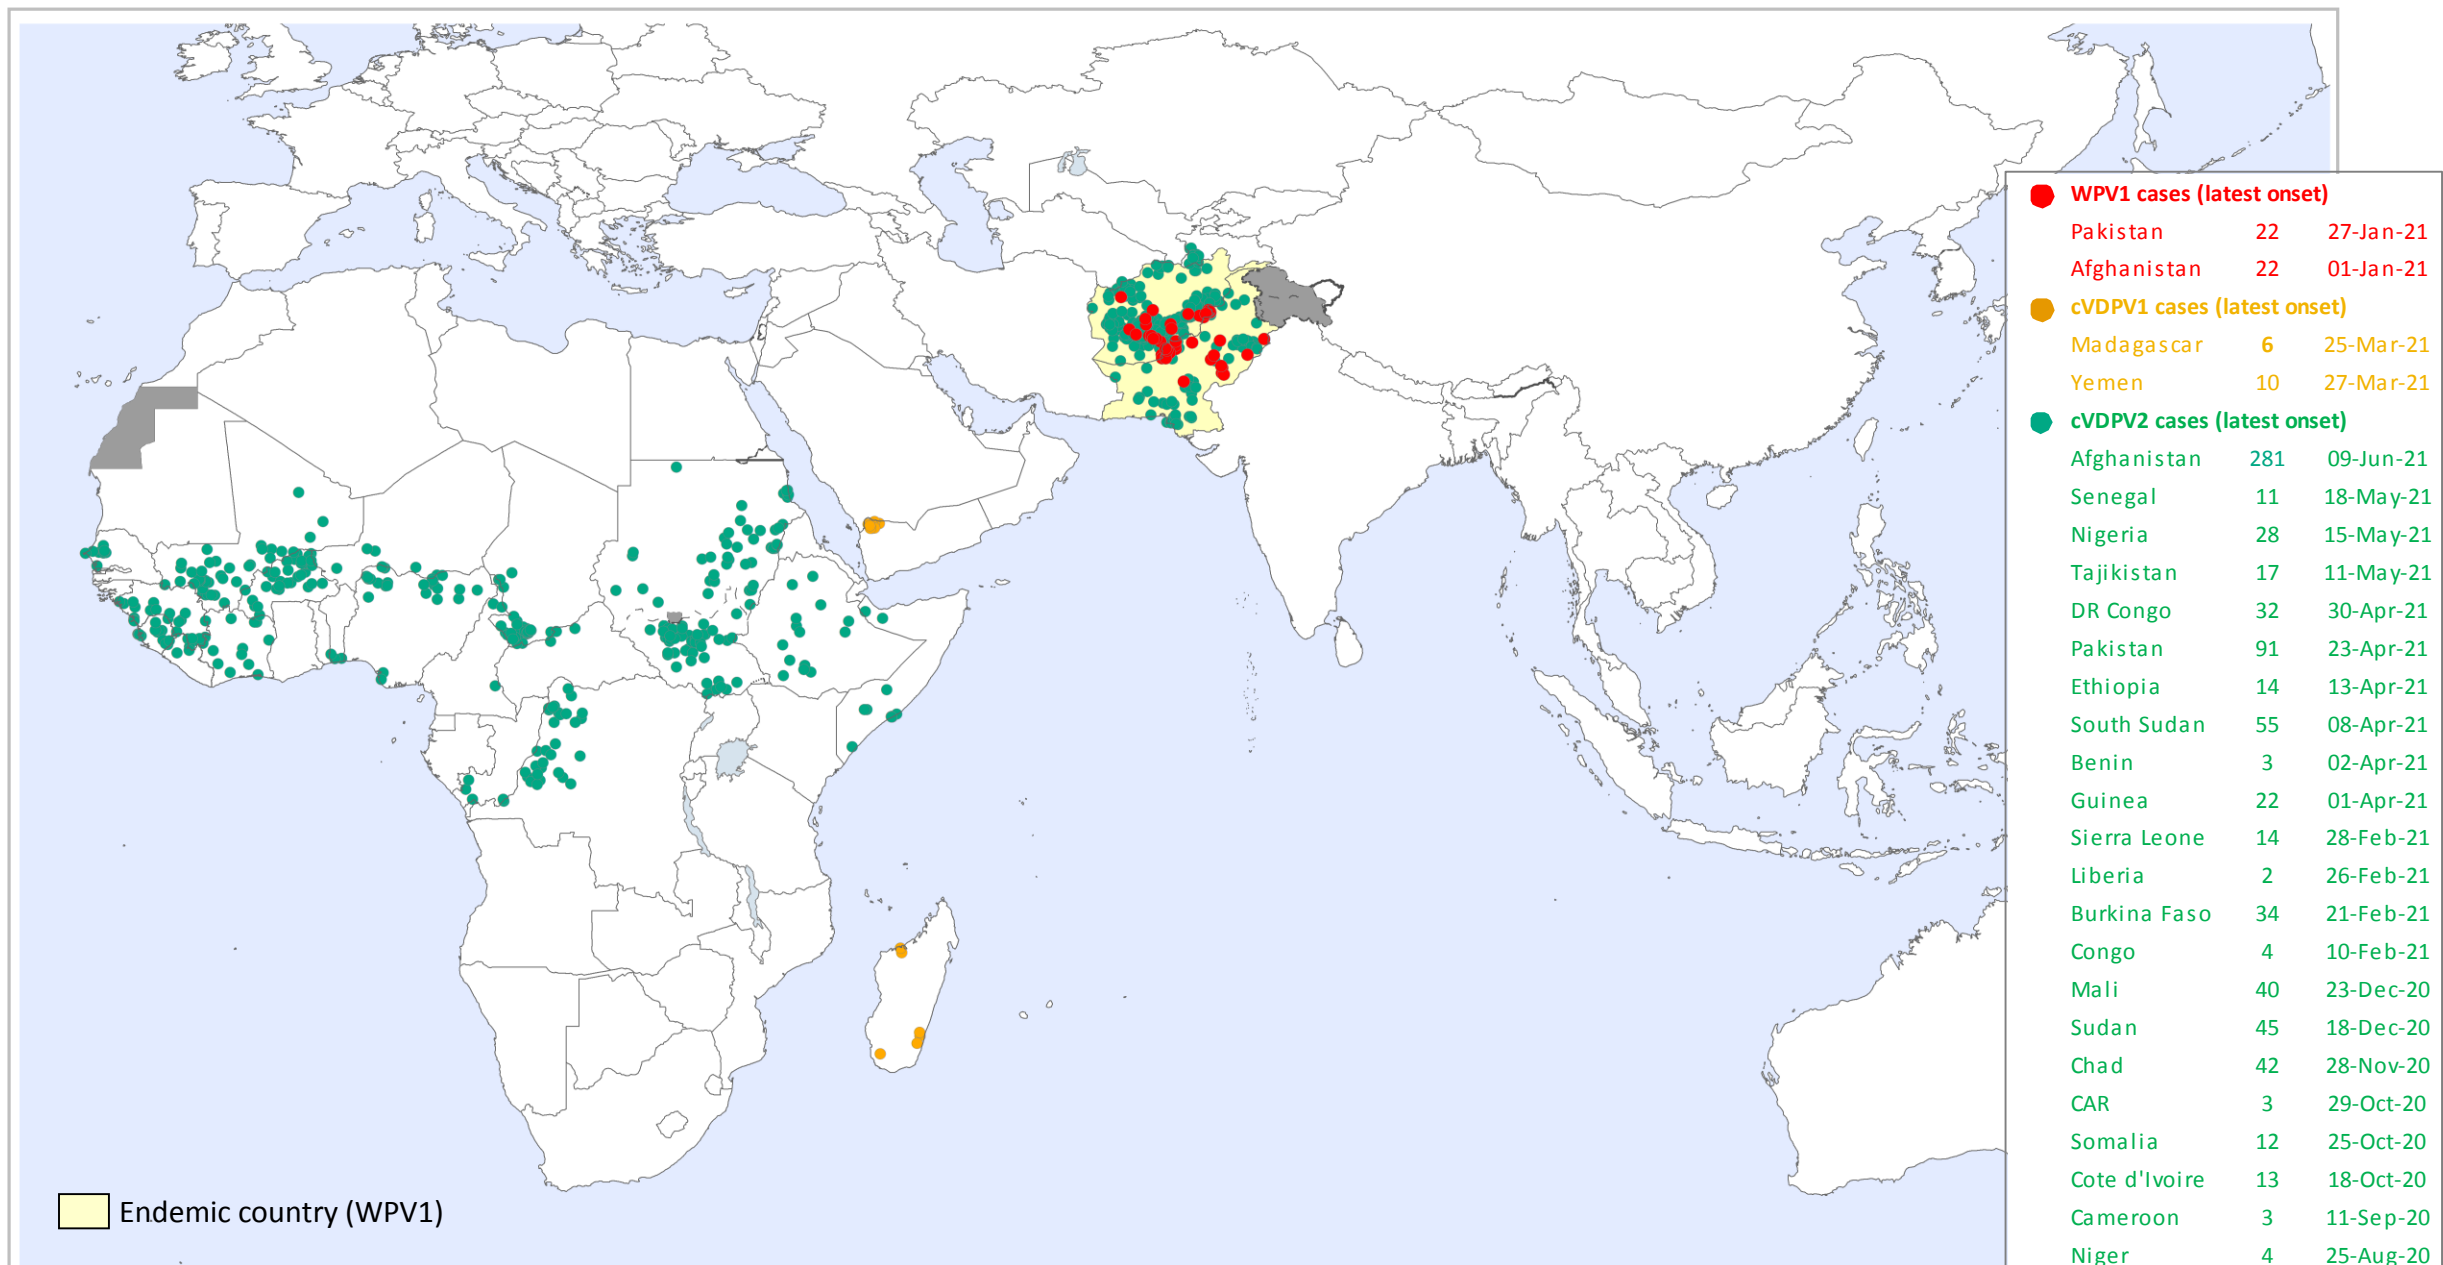 WPV1 cases (latest onset)
Pakistan 22 27-Jan-21
Afghanistan 22 01-Jan-21
cVDPV1 cases (latest onset)
Madagascar 6 25-Mar-21
Yemen 10 27-Mar-21
cVDPV2 cases (latest onset)
Afghanistan 281 09-Jun-21
Senegal 11 18-May-21
Nigeria 28 15-May-21
Tajikistan 17 11-May-21
DR Congo 32 30-Apr-21
Pakistan 91 23-Apr-21
Ethiopia 14 13-Apr-21
South Sudan 55 08-Apr-21
Benin 3 02-Apr-21
Guinea 22 01-Apr-21
Sierra Leone 14 28-Feb-21
Liberia 2 26-Feb-21
Burkina Faso 34 21-Feb-21
Congo 4 10-Feb-21
Mali 40 23-Dec-20
Sudan 45 18-Dec-20
Chad 42 28-Nov-20
CAR 3 29-Oct-20
Somalia 12 25-Oct-20
Cote d'Ivoire 13 18-Oct-20
Cameroon 3 11-Sep-20
Niger 4 25-Aug-20
Endemic country (WPV1)